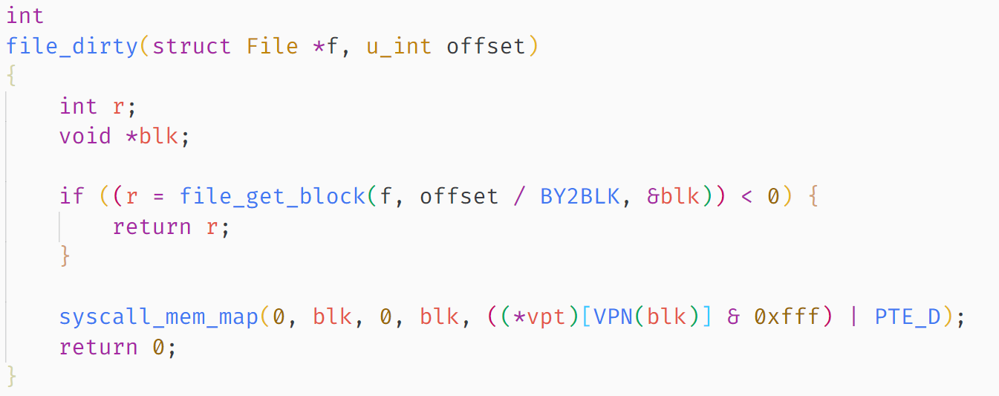 int
file_dirty(struct File *f, u_int offset)
{
    int r;
    void *blk;

    if ((r = file_get_block(f, offset / BY2BLK, &blk)) < 0) {
        return r;
    }

    syscall_mem_map(0, blk, 0, blk, ((*vpt)[VPN(blk)] & 0xfff) | PTE_D);
    return 0;
}